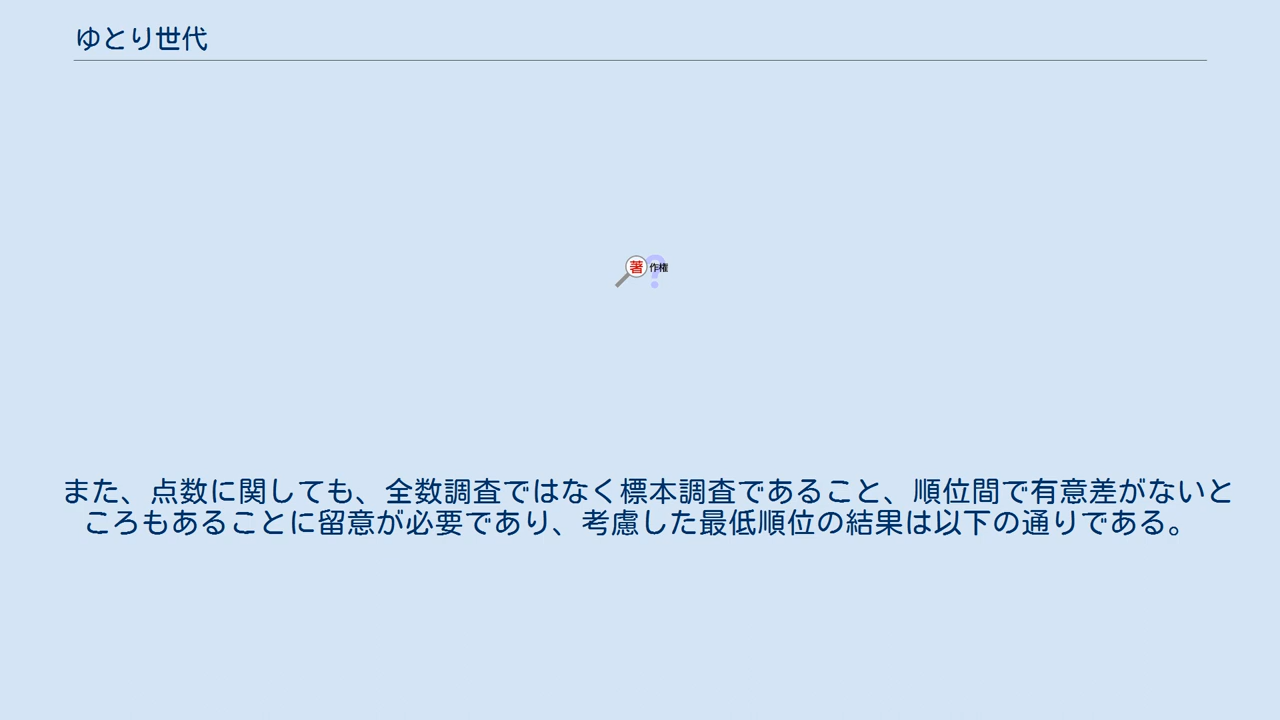 ゆとり世代
著作権
また、点数に関しても、全数調査ではなく標本調査であること、順位間で有意差がないと
ころもあることに留意が必要であり、考慮した最低順位の結果は以下の通りである。